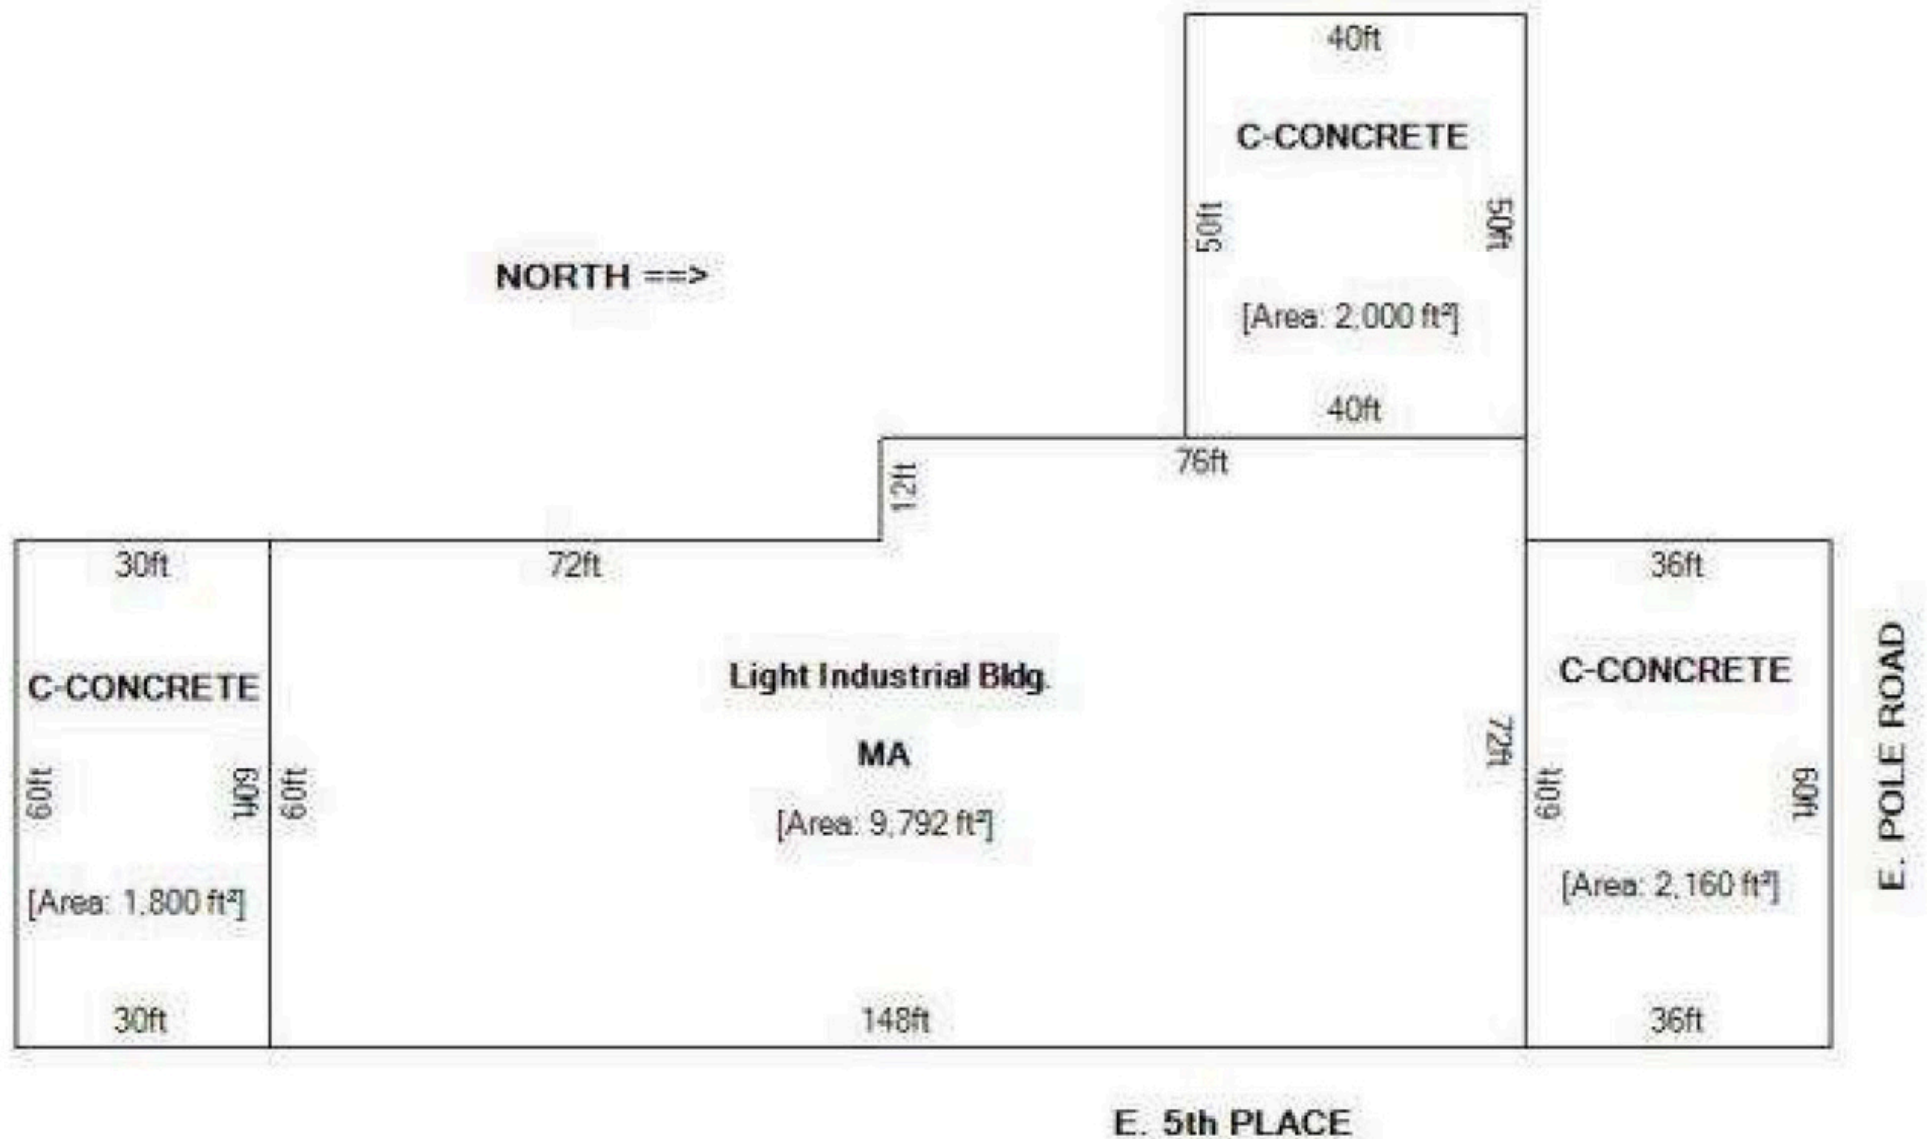 40ft
C-CONCRETE
50ft
50ft
[Area: 2,000 ft²]
40ft
NORTH ==>
76ft
12ft
30ft
72ft
36ft
C-CONCRETE
60ft
60ft
[Area: 1,800 ft²]
30ft
60ft
Light Industrial Bldg.
MA
[Area: 9,792 ft²]
72ft
148ft
C-CONCRETE
60ft
60ft
[Area: 2,160 ft²]
36ft
E. POLE ROAD
E. 5th PLACE